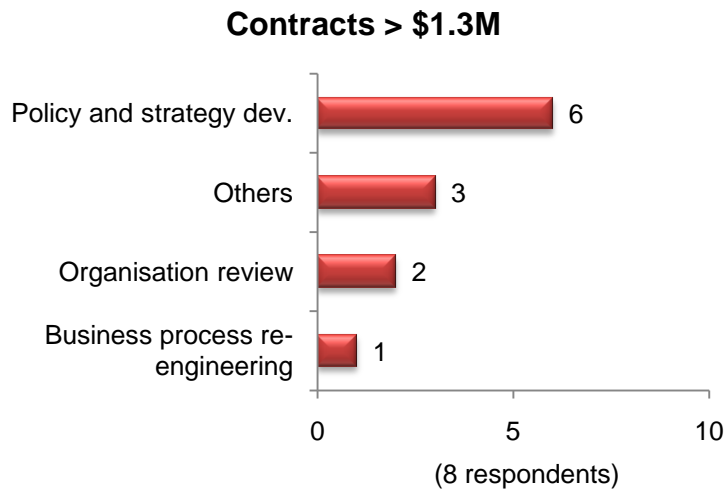 Contracts > $1.3M
Policy and strategy dev.
6
Others
3
Organisation review
2
Business process re-
engineering
1
0
5
10
(8 respondents)